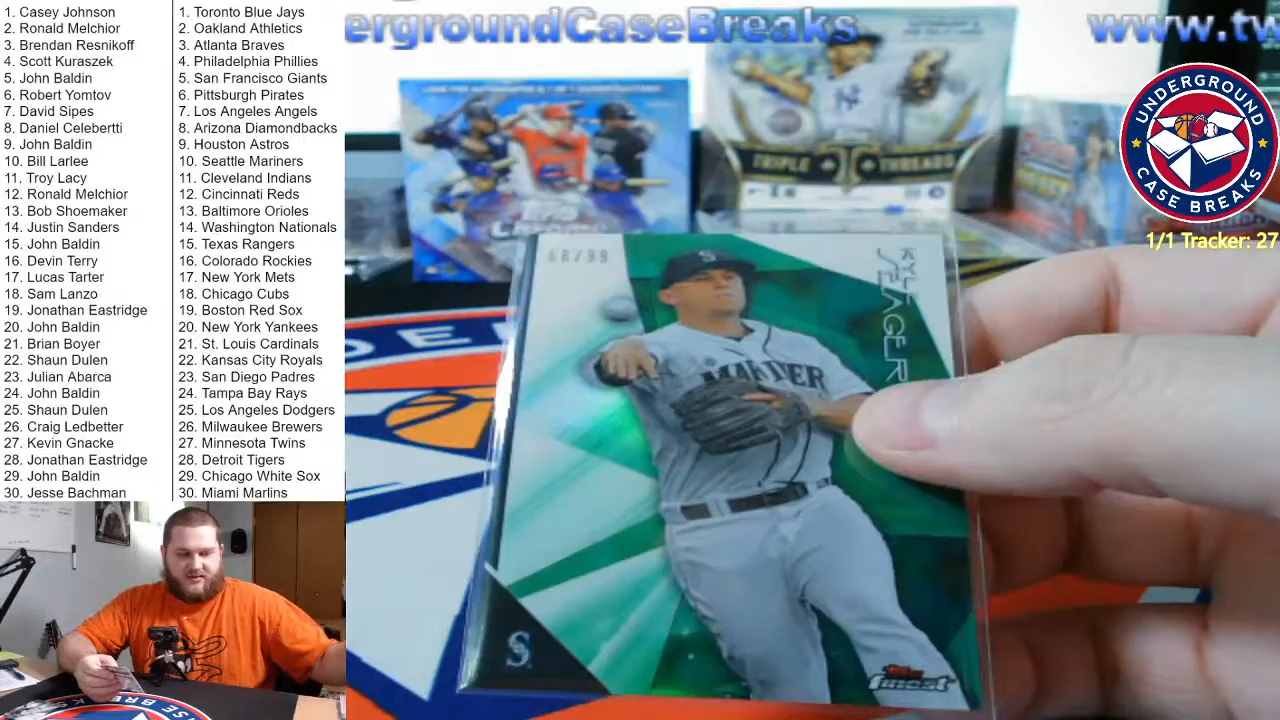 1. Casey Johnson
2. Ronald Melchior
3. Brendan Resnikoff
4. Scott Kuraszek
5. John Baldin
6. Robert Yomtov
7. David Sipes
8. Daniel Celebertti
9. John Baldin
10. Bill Larlee
11. Troy Lacy
12. Ronald Melchior
13. Bob Shoemaker
14. Justin Sanders
15. John Baldin
16. Devin Terry
17. Lucas Tarter
18. Sam Lanzo
19. Jonathan Eastridge
20. John Baldin
21. Brian Boyer
22. Shaun Dulen
23. Julian Abarca
24. John Baldin
25. Shaun Dulen
26. Craig Ledbetter
27. Kevin Gnacke
28. Jonathan Eastridge
29. John Baldin
30. Jesse Bachman
1. Toronto Blue Jays
2. Oakland Athletics
3. Atlanta Braves
4. Philadelphia Phillies
5. San Francisco Giants
6. Pittsburgh Pirates
7. Los Angeles Angels
8. Arizona Diamondbacks
9. Houston Astros
10. Seattle Mariners
11. Cleveland Indians
12. Cincinnati Reds
13. Baltimore Orioles
14. Washington Nationals
15. Texas Rangers
16. Colorado Rockies
17. New York Mets
18. Chicago Cubs
19. Boston Red Sox
20. New York Yankees
21. St. Louis Cardinals
22. Kansas City Royals
23. San Diego Padres
24. Tampa Bay Rays
25. Los Angeles Dodgers
26. Milwaukee Brewers
27. Minnesota Twins
28. Detroit Tigers
29. Chicago White Sox
30. Miami Marlins
ergroundCaseBreaks
www.tw
UNDERGROUND
CASE BREAKS
1/1 Tracker: 27
TRIPLE THREADS
KYLE
SEAGER
MARINER
S
Topps
finest